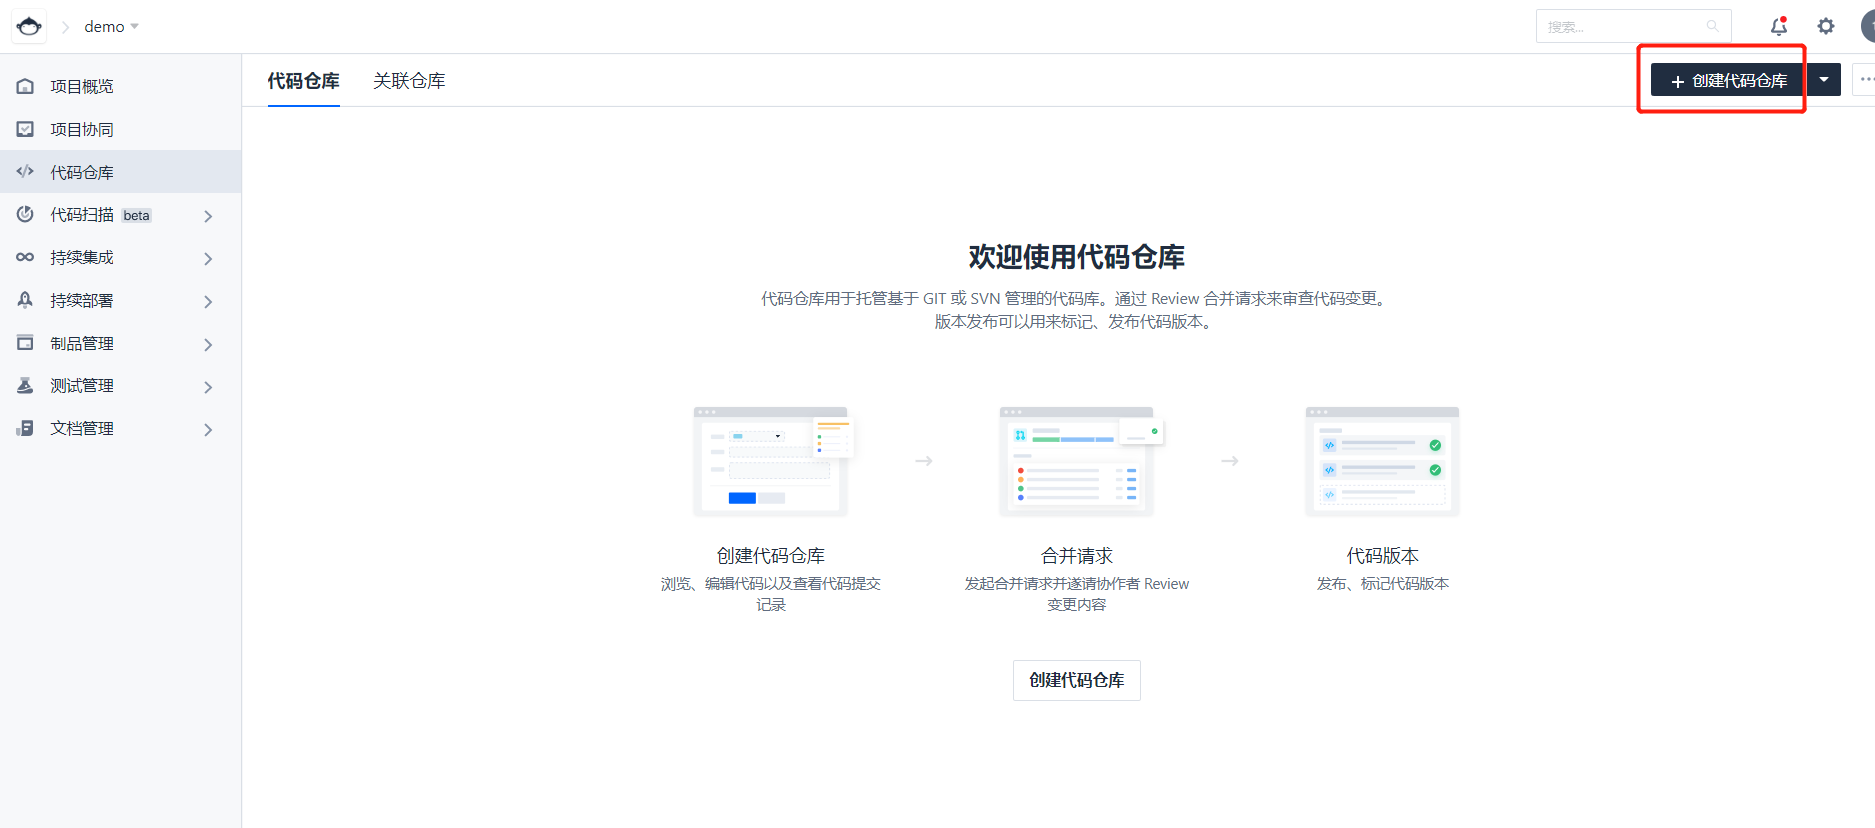 demo
搜索...
项目概览
项目协同
代码仓库
代码扫描 beta
持续集成
持续部署
制品管理
测试管理
文档管理
代码仓库 关联仓库
+ 创建代码仓库
欢迎使用代码仓库
代码仓库用于托管基于 GIT 或 SVN 管理的代码库。通过 Review 合并请求来审查代码变更。
版本发布可以用来标记、发布代码版本。
创建代码仓库
浏览、编辑代码以及查看代码提交
记录
合并请求
发起合并请求并邀请协作者 Review
变更内容
代码版本
发布、标记代码版本
创建代码仓库